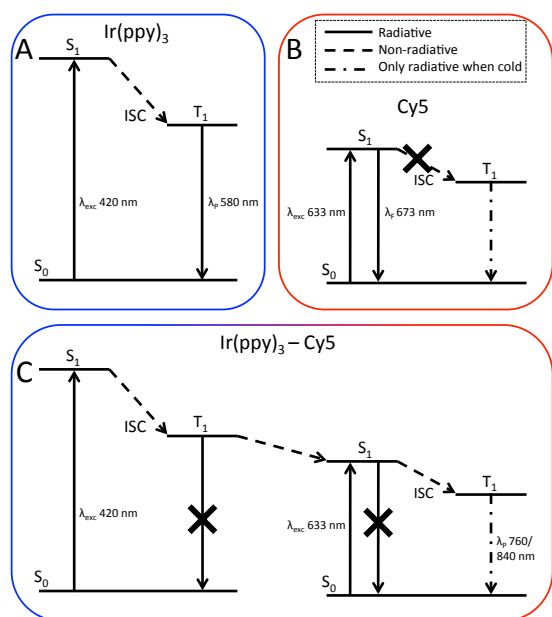 A
Ir(ppy)3
S1
ISC
T1
λexc 420 nm
λP 580 nm
S0
Radiative
Non-radiative
Only radiative when cold
B
Cy5
S1
ISC
T1
λexc 633 nm
λF 673 nm
S0
Ir(ppy)3 – Cy5
C
S1
ISC
T1
λexc 420 nm
S0
S1
ISC
T1
λexc 633 nm
λP 760/
840 nm
S0